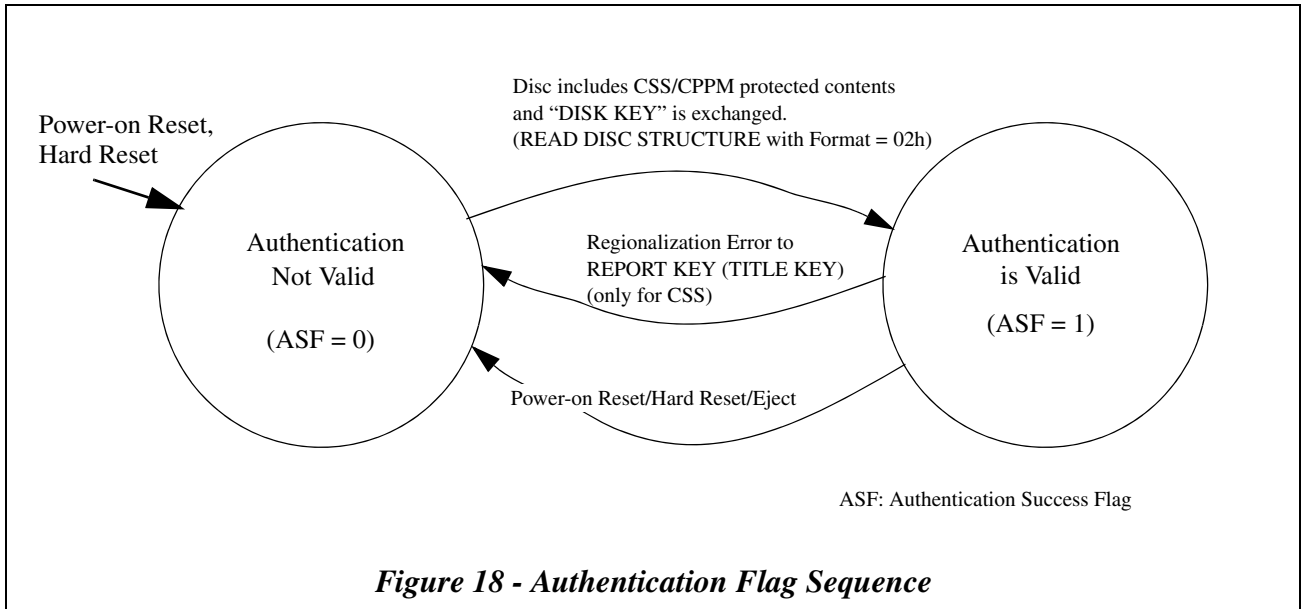 Disc includes CSS/CPPM protected contents
and “DISK KEY” is exchanged.
(READ DISC STRUCTURE with Format = 02h)
Power-on Reset,
Hard Reset
Authentication
Not Valid
(ASF = 0)
Regionalization Error to
REPORT KEY (TITLE KEY)
(only for CSS)
Authentication
is Valid
(ASF = 1)
Power-on Reset/Hard Reset/Eject
ASF: Authentication Success Flag
Figure 18 - Authentication Flag Sequence